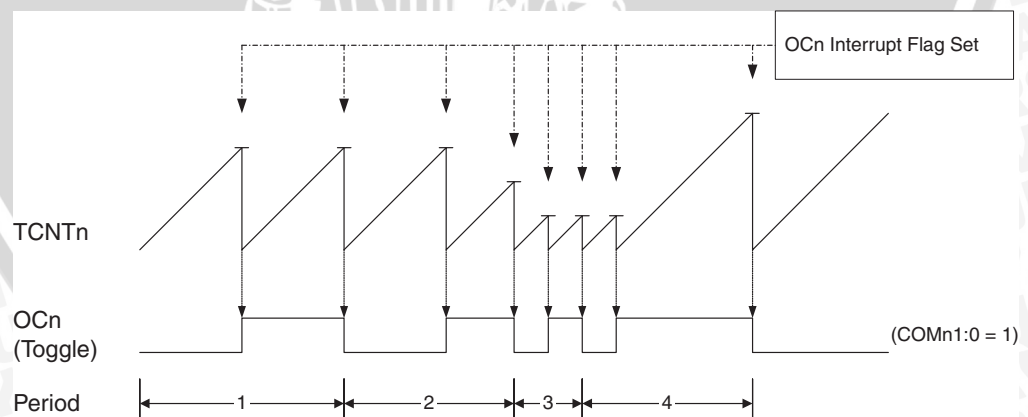 OCn Interrupt Flag Set
TCNTn
OCn
(Toggle)
(COMn1:0 = 1)
Period
1
2
3
4